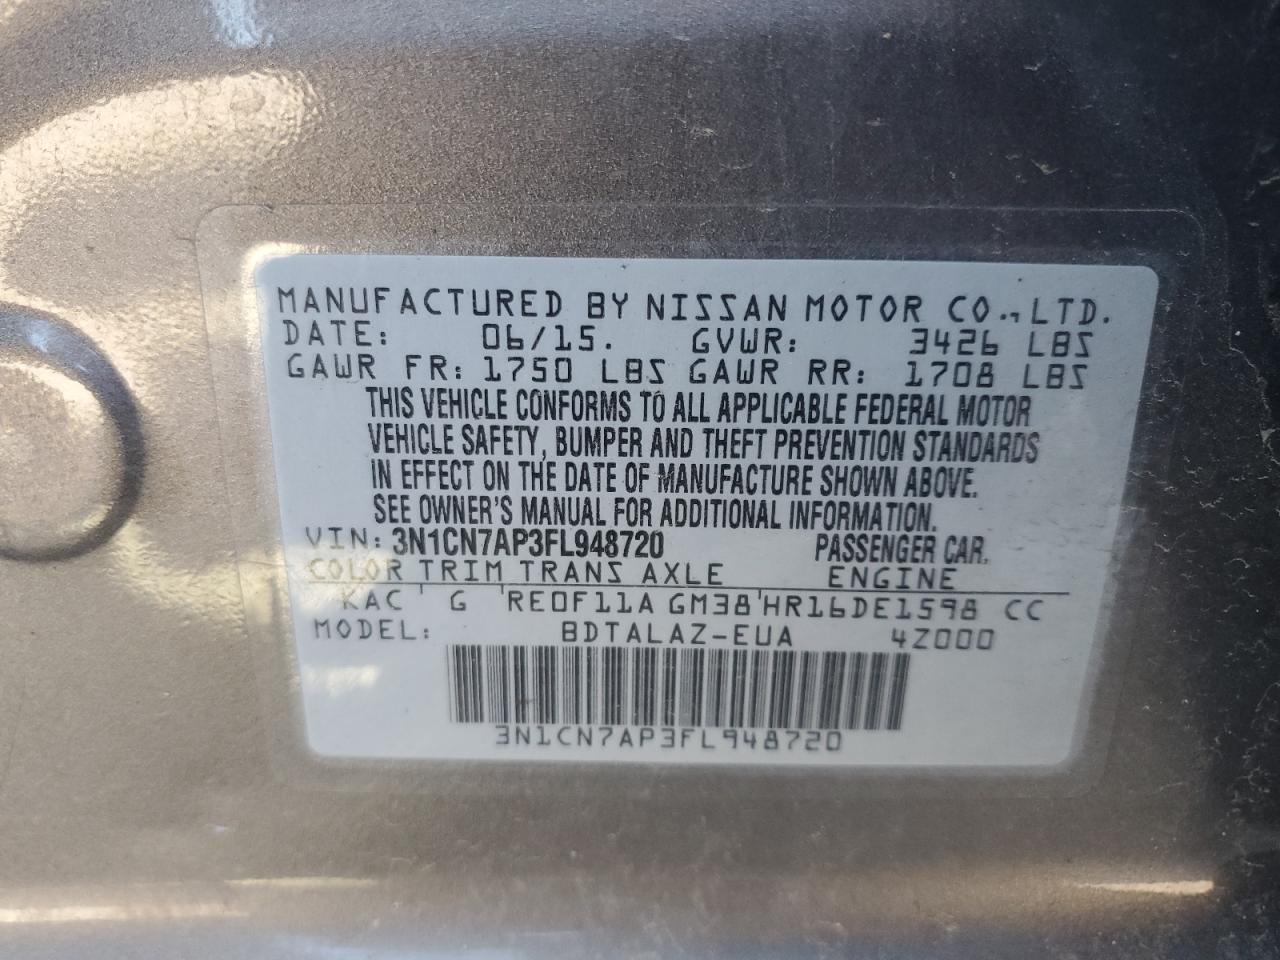 MANUFACTURED BY NISSAN MOTOR CO., LTD.
DATE: 06/15. GVWR: 3426 LBS
GAWR FR: 1750 LBS GAWR RR: 1708 LBS
THIS VEHICLE CONFORMS TO ALL APPLICABLE FEDERAL MOTOR
VEHICLE SAFETY, BUMPER AND THEFT PREVENTION STANDARDS
IN EFFECT ON THE DATE OF MANUFACTURE SHOWN ABOVE.
SEE OWNER'S MANUAL FOR ADDITIONAL INFORMATION.
VIN: 3N1CN7AP3FL948720 PASSENGER CAR.
COLOR TRIM TRANS AXLE ENGINE
KAC ' G 'RE0F11A GM38'HR16DE1598 CC
MODEL: BDTALAZ-EUA 4Z000
3N1CN7AP3FL948720